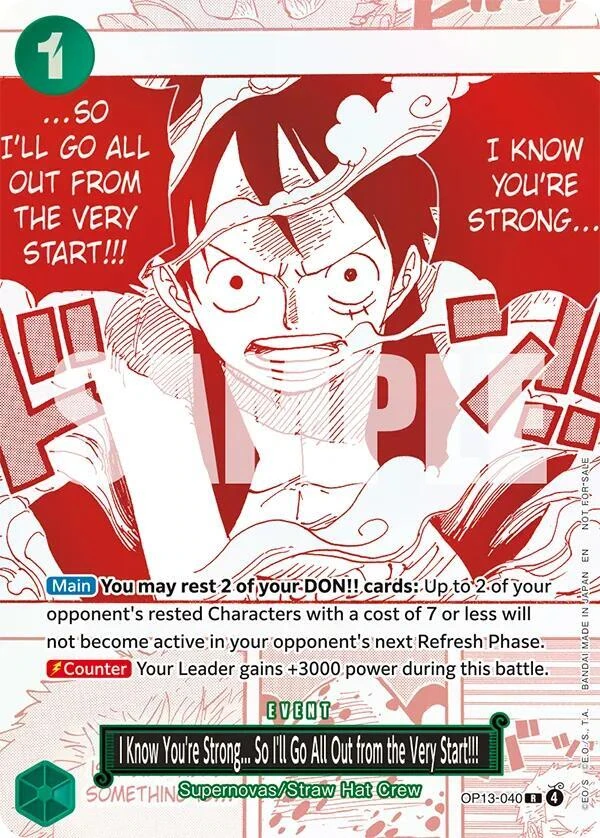 1
...SO
I'LL GO ALL
OUT FROM
THE VERY
START!!!
I KNOW
YOU'RE
STRONG...
SAMPLE
Main You may rest 2 of your DON!! cards: Up to 2 of your
opponent's rested Characters with a cost of 7 or less will
not become active in your opponent's next Refresh Phase.
Counter Your Leader gains +3000 power during this battle.
EVENT
I Know You're Strong... So I'll Go All Out from the Very Start!!!
Supernovas/Straw Hat Crew
SOMETHING
OP13-040 R 4
©E.O./S. ©E.O./S., T.A. BANDAI MADE IN JAPAN EN NOT FOR SALE